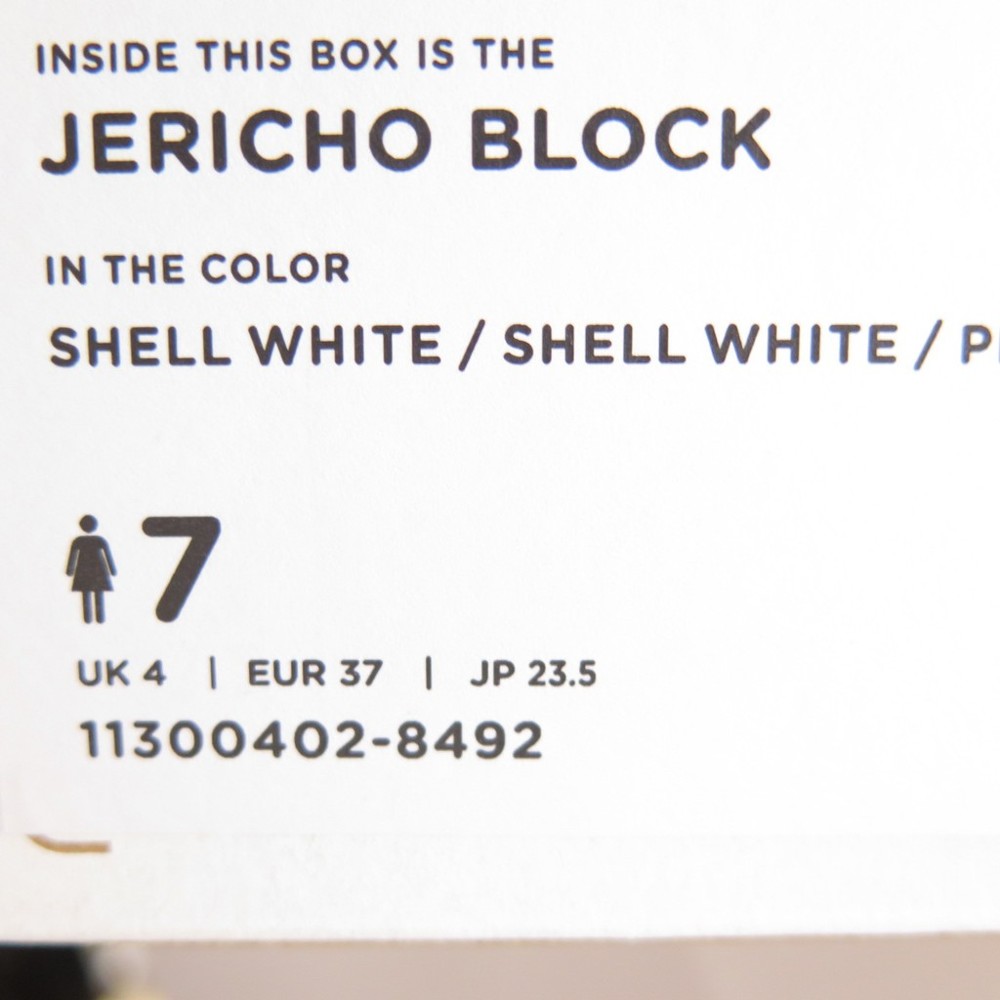 INSIDE THIS BOX IS THE
JERICHO BLOCK
IN THE COLOR
SHELL WHITE / SHELL WHITE /
7
UK 4 | EUR 37 | JP 23.5
11300402-8492